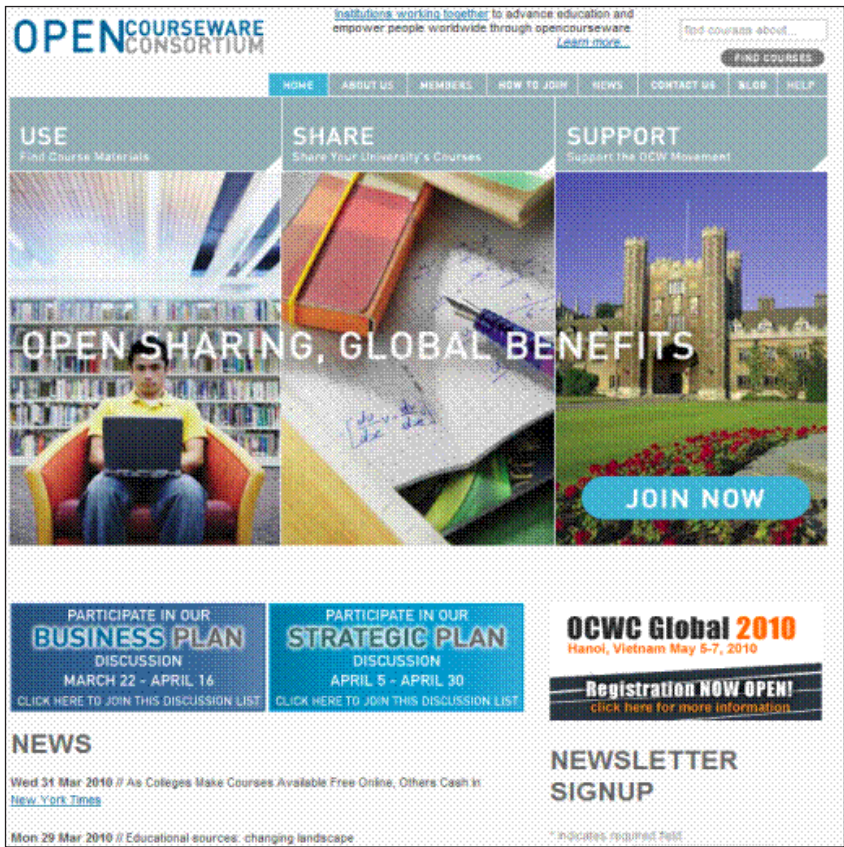 OPENCOURSEWARE
CONSORTIUM
Institutions working together to advance education and
empower people worldwide through opencourseware.
Learn more...
find courses about...
FIND COURSES
HOME ABOUT US MEMBERS HOW TO JOIN NEWS CONTACT US BLOG HELP
USE
Find Course Materials
SHARE
Share Your University's Courses
SUPPORT
Support the OCW Movement
OPEN SHARING, GLOBAL BENEFITS
JOIN NOW
PARTICIPATE IN OUR
BUSINESS PLAN
DISCUSSION
MARCH 22 - APRIL 16
CLICK HERE TO JOIN THIS DISCUSSION LIST
PARTICIPATE IN OUR
STRATEGIC PLAN
DISCUSSION
APRIL 5 - APRIL 30
CLICK HERE TO JOIN THIS DISCUSSION LIST
OCWC Global 2010
Hanoi, Vietnam May 5-7, 2010
Registration NOW OPEN!
click here for more information
NEWS
Wed 31 Mar 2010 // As Colleges Make Courses Available Free Online, Others Cash In
New York Times
Mon 29 Mar 2010 // Educational sources: changing landscape
NEWSLETTER
SIGNUP
* indicates required field